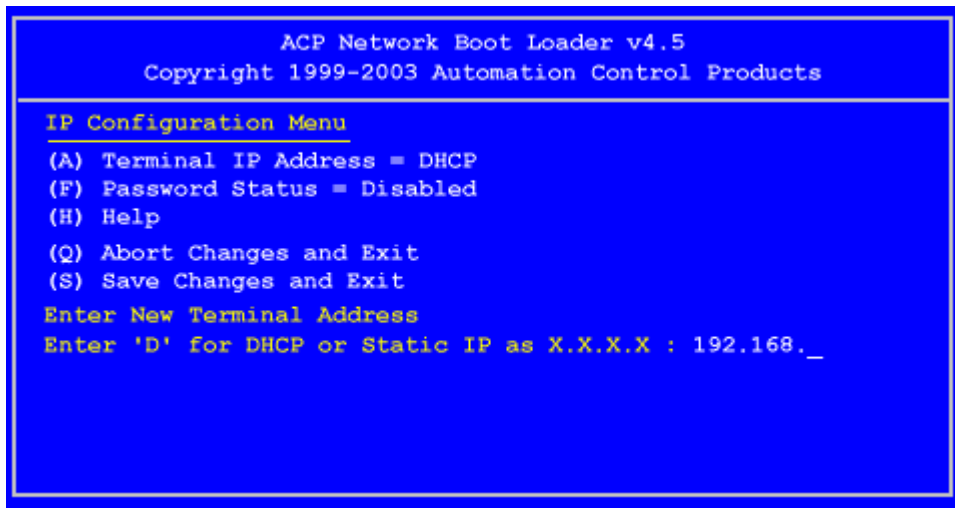 ACP Network Boot Loader v4.5
Copyright 1999-2003 Automation Control Products
IP Configuration Menu
(A) Terminal IP Address = DHCP
(F) Password Status = Disabled
(H) Help
(Q) Abort Changes and Exit
(S) Save Changes and Exit
Enter New Terminal Address
Enter 'D' for DHCP or Static IP as X.X.X.X : 192.168._